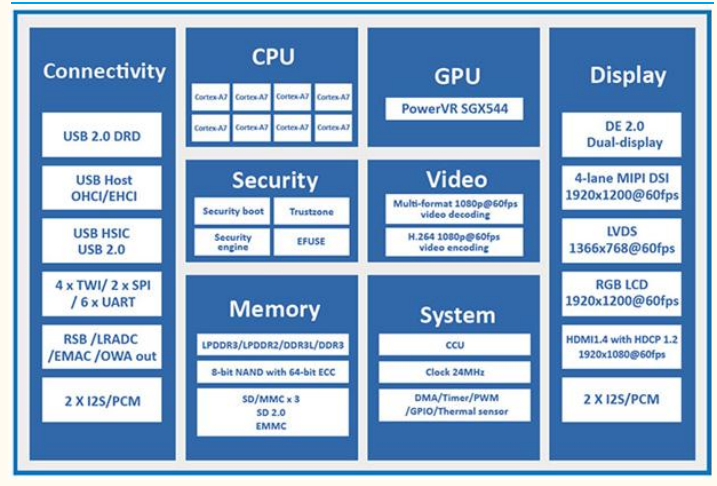 Connectivity
USB 2.0 DRD
USB Host
OHCI/EHCI
USB HSIC
USB 2.0
4 x TWI/ 2 x SPI
/ 6 x UART
RSB /LRADC
/EMAC /OWA out
2 X I2S/PCM
CPU
Cortex-A7 Cortex-A7 Cortex-A7 Cortex-A7
Cortex-A7 Cortex-A7 Cortex-A7 Cortex-A7
Security
Security boot Trustzone
Security
engine
EFUSE
Memory
LPDDR3/LPDDR2/DDR3L/DDR3
8-bit NAND with 64-bit ECC
SD/MMC x 3
SD 2.0
EMMC
GPU
PowerVR SGX544
Video
Multi-format 1080p@60fps
video decoding
H.264 1080p@60fps
video encoding
System
CCU
Clock 24MHz
DMA/Timer/PWM
/GPIO/Thermal sensor
Display
DE 2.0
Dual-display
4-lane MIPI DSI
1920x1200@60fps
LVDS
1366x768@60fps
RGB LCD
1920x1200@60fps
HDMI1.4 with HDCP 1.2
1920x1080@60fps
2 X I2S/PCM